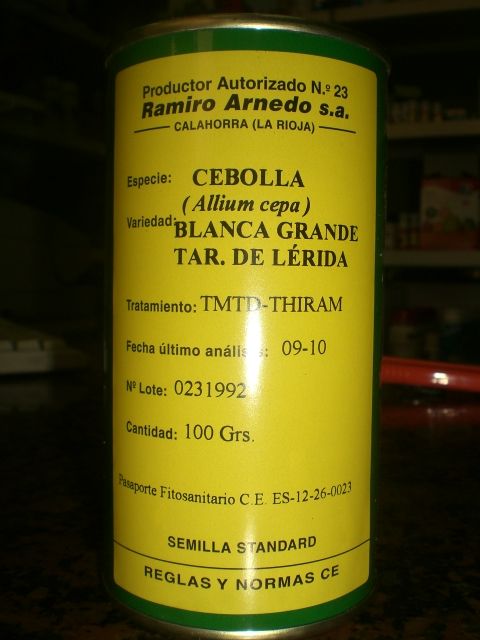 Productor Autorizado N.º 23
Ramiro Arnedo s.a.
CALAHORRA (LA RIOJA)
Especie: CEBOLLA
(Allium cepa)
Variedad: BLANCA GRANDE
TAR. DE LÉRIDA
Tratamiento: TMTD-THIRAM
Fecha último análisis: 09-10
Nº Lote: 0231992
Cantidad: 100 Grs.
Pasaporte Fitosanitario C.E. ES-12-26-0023
SEMILLA STANDARD
REGLAS Y NORMAS CE